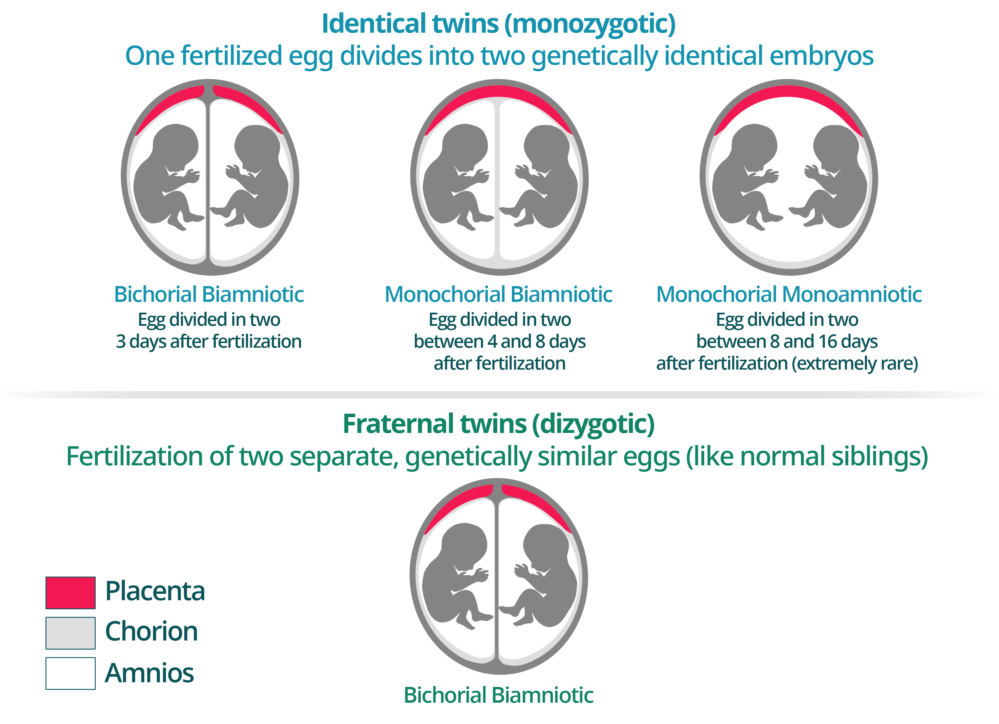 Identical twins (monozygotic)
One fertilized egg divides into two genetically identical embryos
Bichorial Biamniotic
Egg divided in two
3 days after fertilization
Monochorial Biamniotic
Egg divided in two
between 4 and 8 days
after fertilization
Monochorial Monoamniotic
Egg divided in two
between 8 and 16 days
after fertilization (extremely rare)
Fraternal twins (dizygotic)
Fertilization of two separate, genetically similar eggs (like normal siblings)
Placenta
Chorion
Amnios
Bichorial Biamniotic